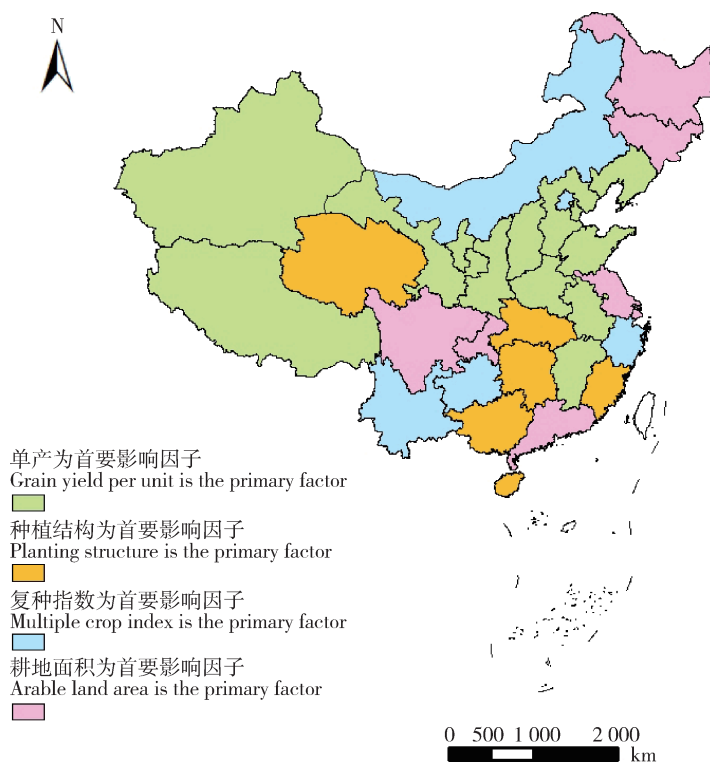 N
单产为首要影响因子
Grain yield per unit is the primary factor
种植结构为首要影响因子
Planting structure is the primary factor
复种指数为首要影响因子
Multiple crop index is the primary factor
耕地面积为首要影响因子
Arable land area is the primary factor
0 500 1 000 2 000
km